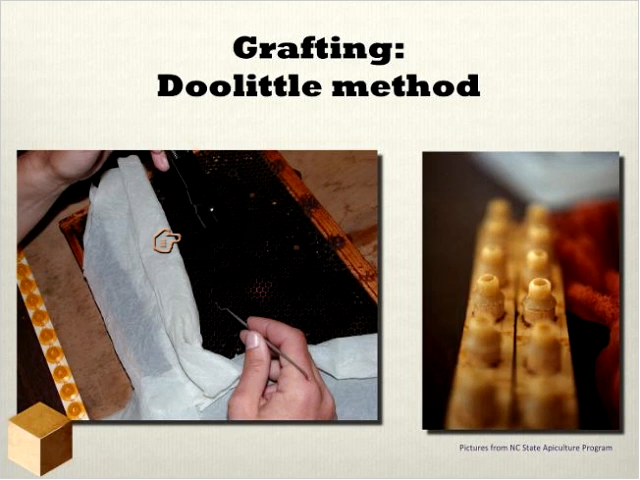 Grafting:
Doolittle method
Pictures from NC State Apiculture Program